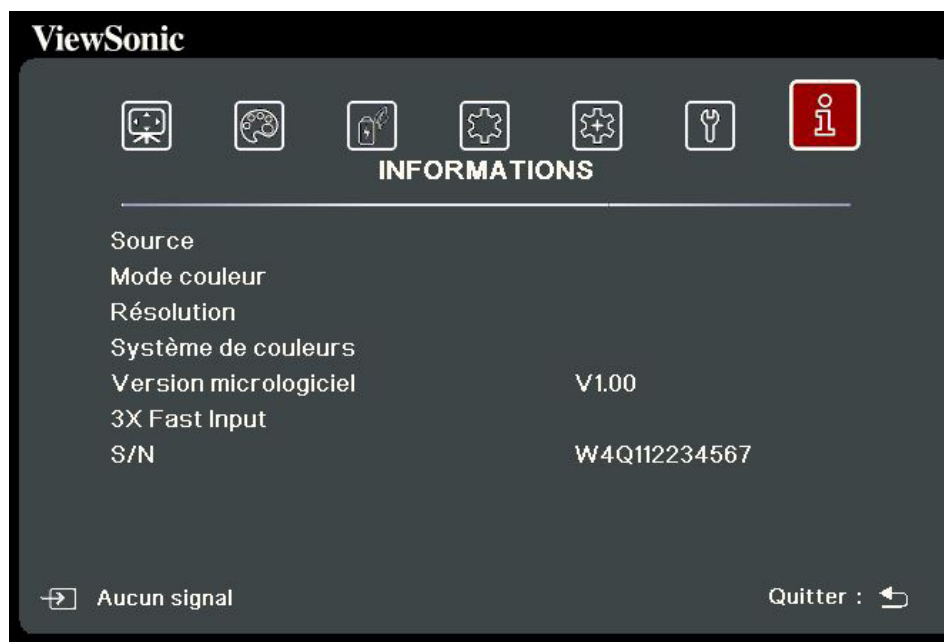 ViewSonic
INFORMATIONS
Source
Mode couleur
Résolution
Système de couleurs
Version micrologiciel V1.00
3X Fast Input
S/N W4Q112234567
Aucun signal Quitter :